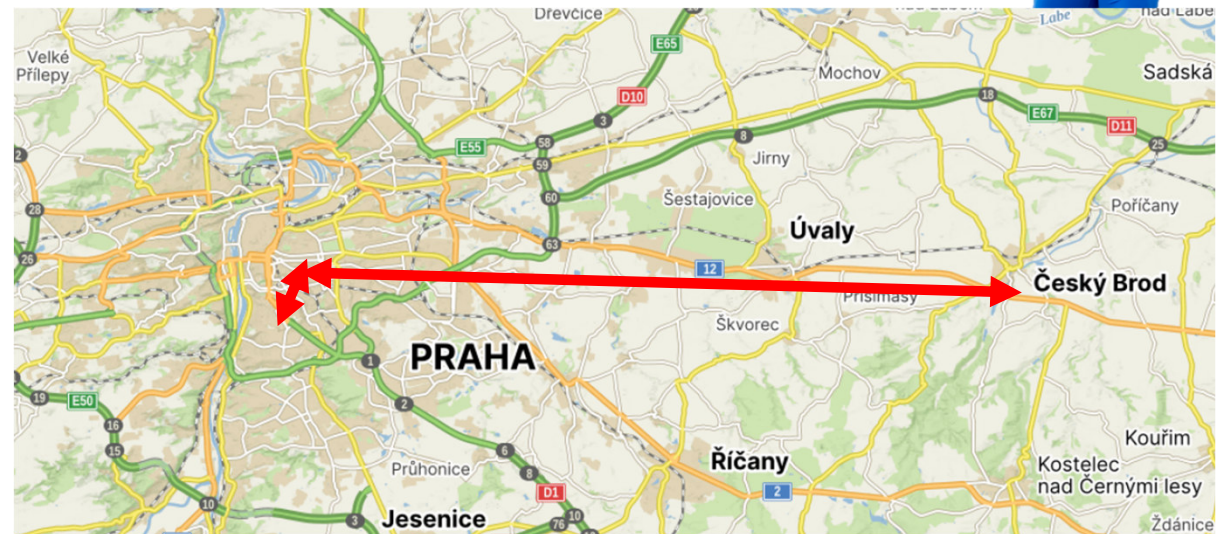 Dřevčice
Labe
nad Labe
Velké
Přílepy
E65
Mochov
Sadská
D10
18
3
E67
D11
58
8
E55
25
2
59
Jirny
60
Šestajovice
Poříčany
28
Úvaly
63
26
12
Český Brod
Přišimasy
Škvorec
PRAHA
1
19
E50
2
16
Kouřim
15
6
Říčany
Průhonice
8
Kostelec
nad Černými lesy
D1
2
10
3
Jesenice
10
76
Ždánice